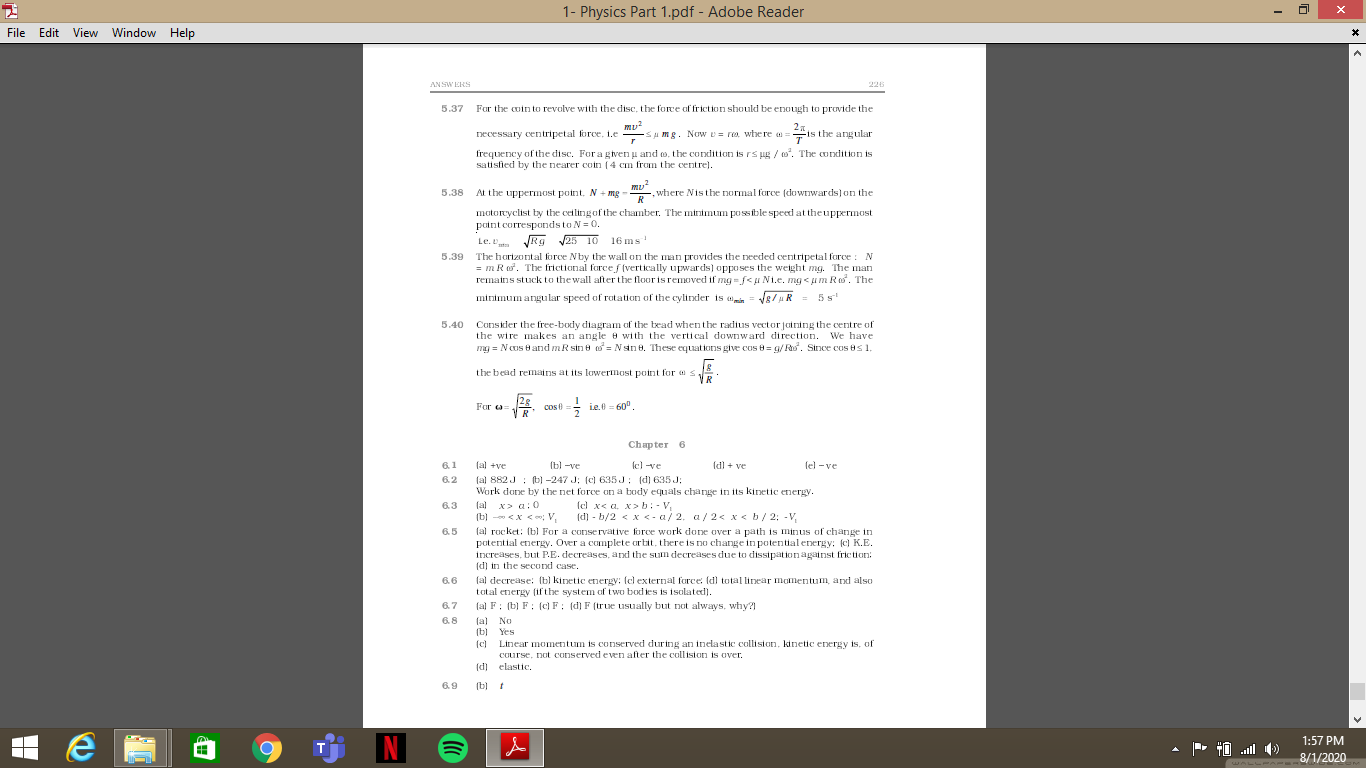 1- Physics Part 1.pdf - Adobe Reader
File Edit View Window Help
ANSWERS 226
5.37 For the coin to revolve with the disc, the force of friction should be enough to provide the
necessary centripetal force, i.e mυ²/r ≤ μ m g. Now υ = rω, where ω = 2π/T is the angular
frequency of the disc. For a given μ and ω, the condition is r ≤ μg / ω². The condition is
satisfied by the nearer coin (4 cm from the centre).
5.38 At the uppermost point, N + mg = mυ²/R, where N is the normal force (downwards) on the
motorcyclist by the ceiling of the chamber. The minimum possible speed at the uppermost
point corresponds to N = 0.
i.e. υmin √Rg √25 10 16 m s⁻¹
5.39 The horizontal force N by the wall on the man provides the needed centripetal force : N
= m R ω². The frictional force f (vertically upwards) opposes the weight mg. The man
remains stuck to the wall after the floor is removed if mg = f < μ N i.e. mg < μ m R ω². The
minimum angular speed of rotation of the cylinder is ωmin = √g / μ R = 5 s⁻¹
5.40 Consider the free-body diagram of the bead when the radius vector joining the centre of
the wire makes an angle θ with the vertical downward direction. We have
mg = N cos θ and m R sin θ ω² = N sin θ. These equations give cos θ = g/Rω². Since cos θ ≤ 1,
the bead remains at its lowermost point for ω ≤ √g/R .
For ω = √2g/R, cos θ = 1/2 i.e. θ = 60⁰.
Chapter 6
6.1 (a) +ve (b) –ve (c) –ve (d) + ve (e) – ve
6.2 (a) 882 J ; (b) –247 J; (c) 635 J ; (d) 635 J;
Work done by the net force on a body equals change in its kinetic energy.
6.3 (a) x > a ; 0 (c) x < a, x > b ; - V₁
(b) –∞ < x < ∞; V₁ (d) - b/2 < x < - a / 2, a / 2 < x < b / 2; -V₁
6.5 (a) rocket; (b) For a conservative force work done over a path is minus of change in
potential energy. Over a complete orbit, there is no change in potential energy; (c) K.E.
increases, but P.E. decreases, and the sum decreases due to dissipation against friction;
(d) in the second case.
6.6 (a) decrease; (b) kinetic energy; (c) external force; (d) total linear momentum, and also
total energy (if the system of two bodies is isolated).
6.7 (a) F ; (b) F ; (c) F ; (d) F (true usually but not always, why?)
6.8 (a) No
(b) Yes
(c) Linear momentum is conserved during an inelastic collision, kinetic energy is, of
course, not conserved even after the collision is over.
(d) elastic.
6.9 (b) t
1:57 PM
8/1/2020